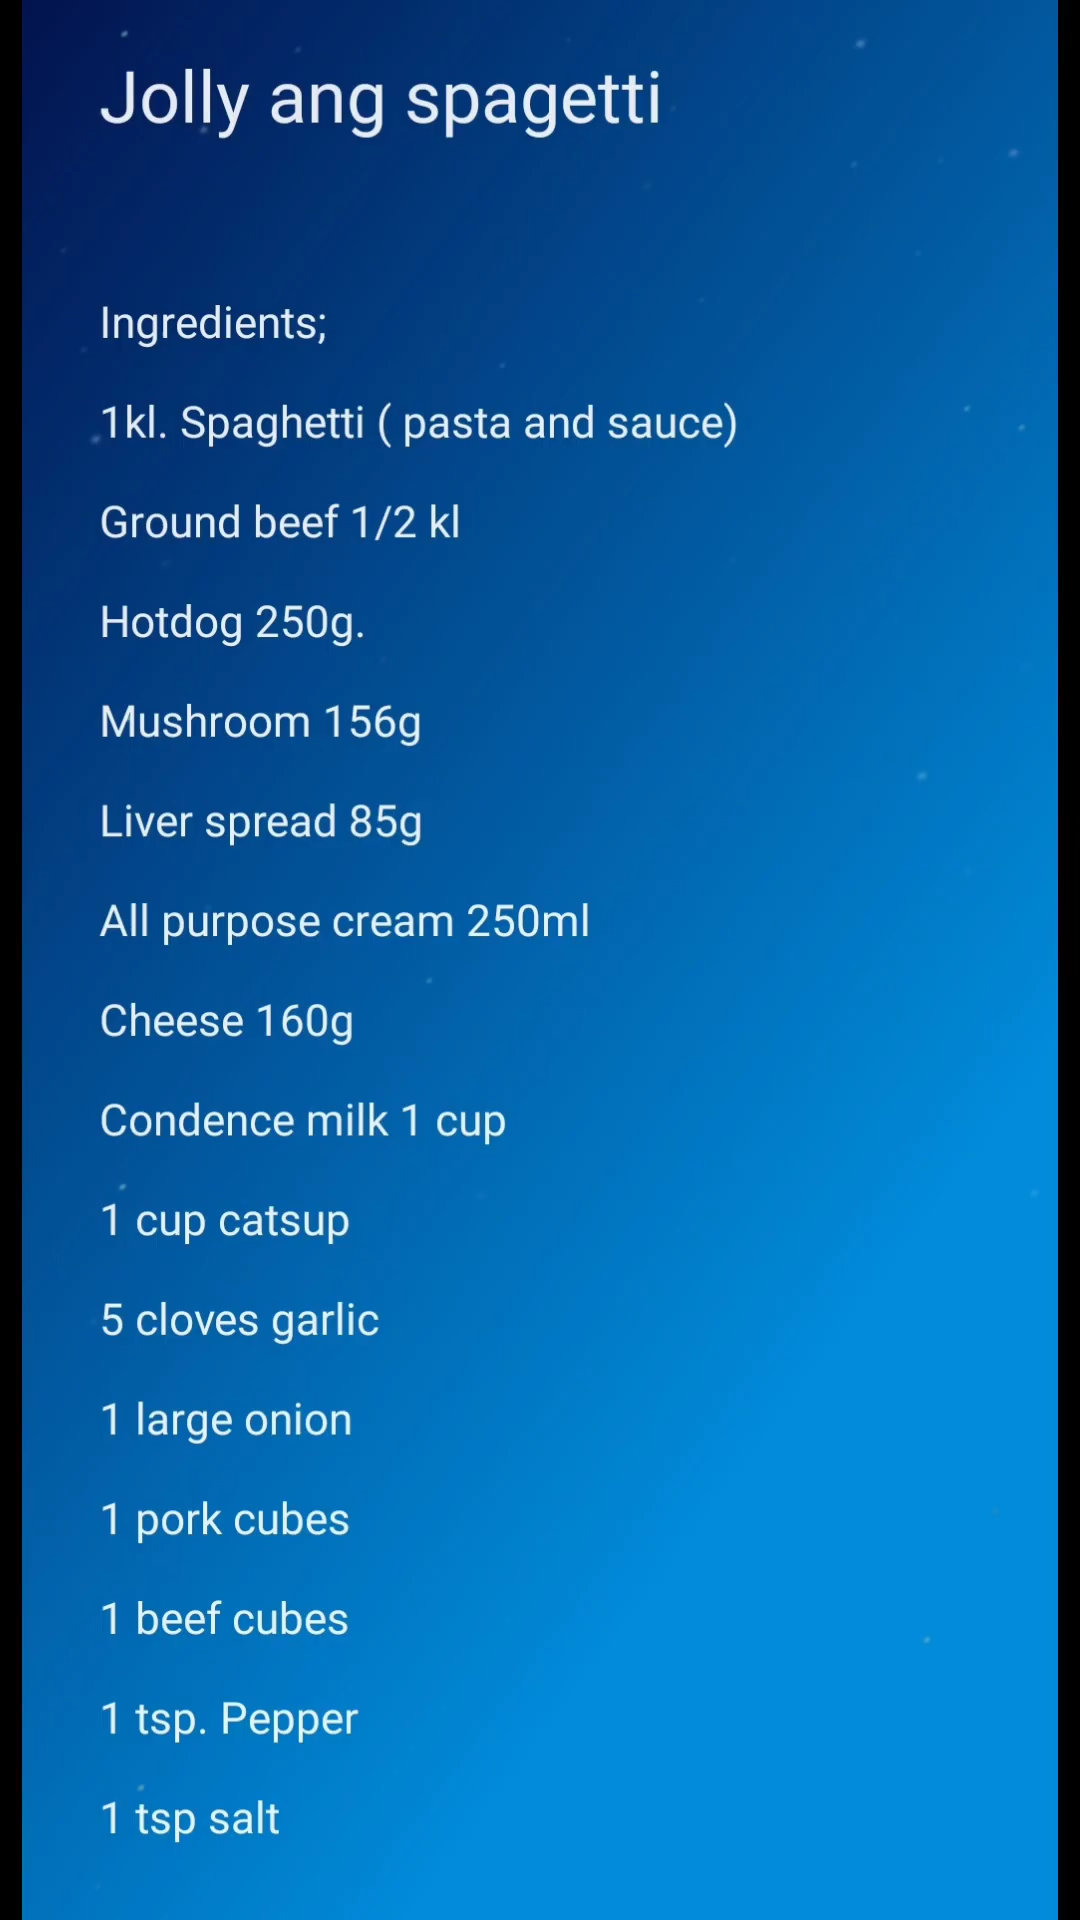 Jolly ang spagetti
Ingredients;
1kl. Spaghetti ( pasta and sauce)
Ground beef 1/2 kl
Hotdog 250g.
Mushroom 156g
Liver spread 85g
All purpose cream 250ml
Cheese 160g
Condence milk 1 cup
1 cup catsup
5 cloves garlic
1 large onion
1 pork cubes
1 beef cubes
1 tsp. Pepper
1 tsp salt